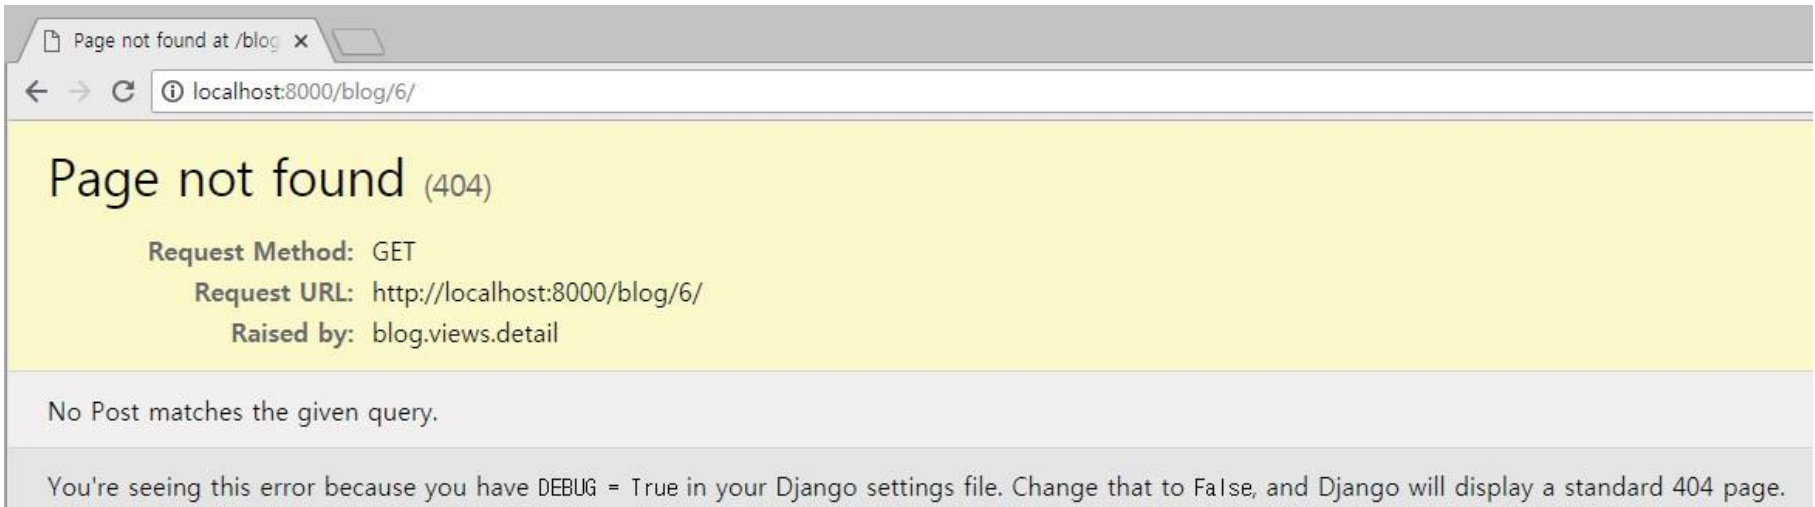 Page not found at /blog
localhost:8000/blog/6/
Page not found (404)
Request Method: GET
Request URL: http://localhost:8000/blog/6/
Raised by: blog.views.detail
No Post matches the given query.
You're seeing this error because you have DEBUG = True in your Django settings file. Change that to False, and Django will display a standard 404 page.